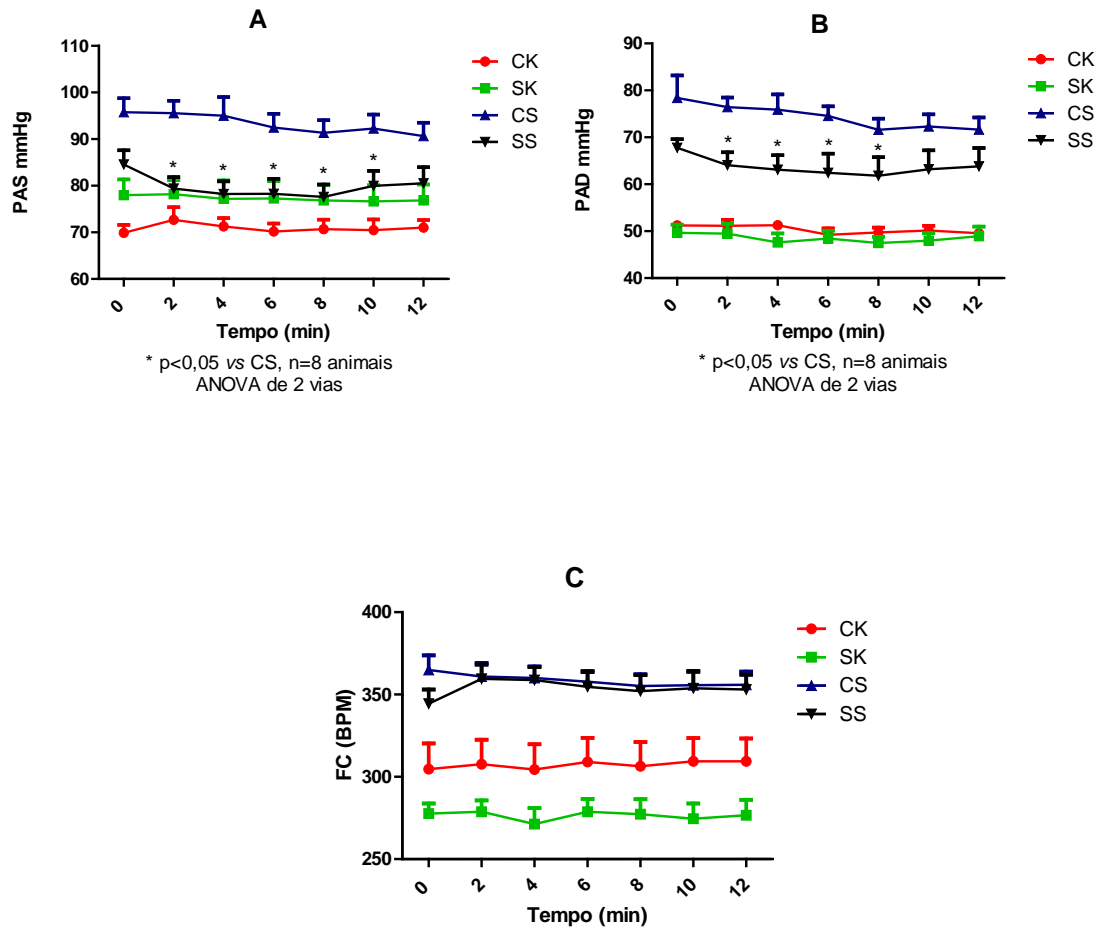 A
PAS mmHg
110
100
90
80
70
60
* * * * *
0 2 4 6 8 10 12
Tempo (min)
CK
SK
CS
SS
* p<0,05 vs CS, n=8 animais
ANOVA de 2 vias
B
PAD mmHg
90
80
70
60
50
40
* * * *
0 2 4 6 8 10 12
Tempo (min)
CK
SK
CS
SS
* p<0,05 vs CS, n=8 animais
ANOVA de 2 vias
C
FC (BPM)
400
350
300
250
0 2 4 6 8 10 12
Tempo (min)
CK
SK
CS
SS